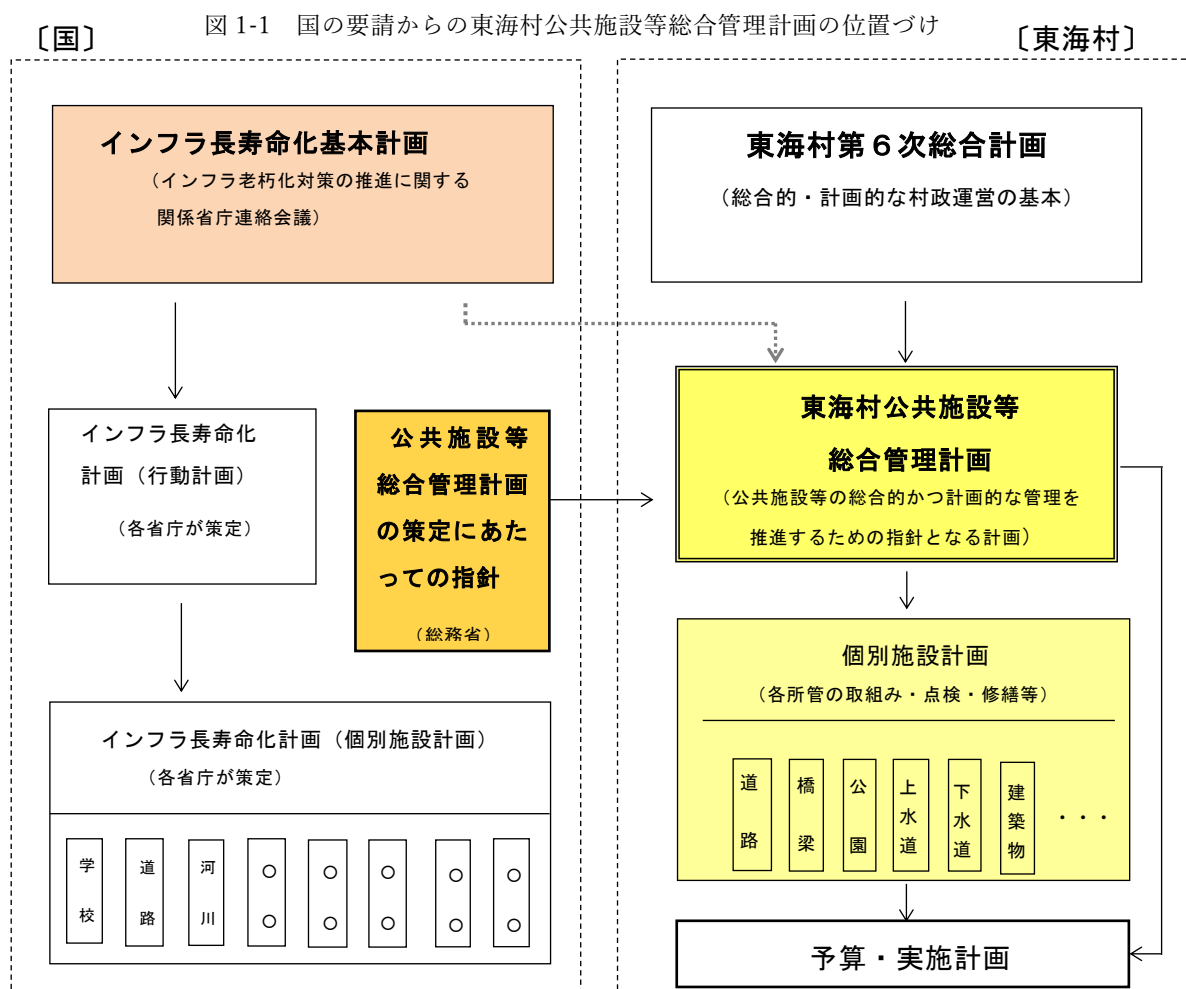 図 1-1 国の要請からの東海村公共施設等総合管理計画の位置づけ
〔国〕
〔東海村〕
インフラ長寿命化基本計画
（インフラ老朽化対策の推進に関する
関係省庁連絡会議）
東海村第６次総合計画
（総合的・計画的な村政運営の基本）
インフラ長寿命化
計画（行動計画）
（各省庁が策定）
公共施設等
総合管理計画
の策定にあた
っての指針
（総務省）
東海村公共施設等
総合管理計画
（公共施設等の総合的かつ計画的な管理を
推進するための指針となる計画）
個別施設計画
（各所管の取組み・点検・修繕等）
道路
橋梁
公園
上水道
下水道
建築物
・・・
インフラ長寿命化計画（個別施設計画）
（各省庁が策定）
学校
道路
河川
○○
○○
○○
○○
○○
予算・実施計画